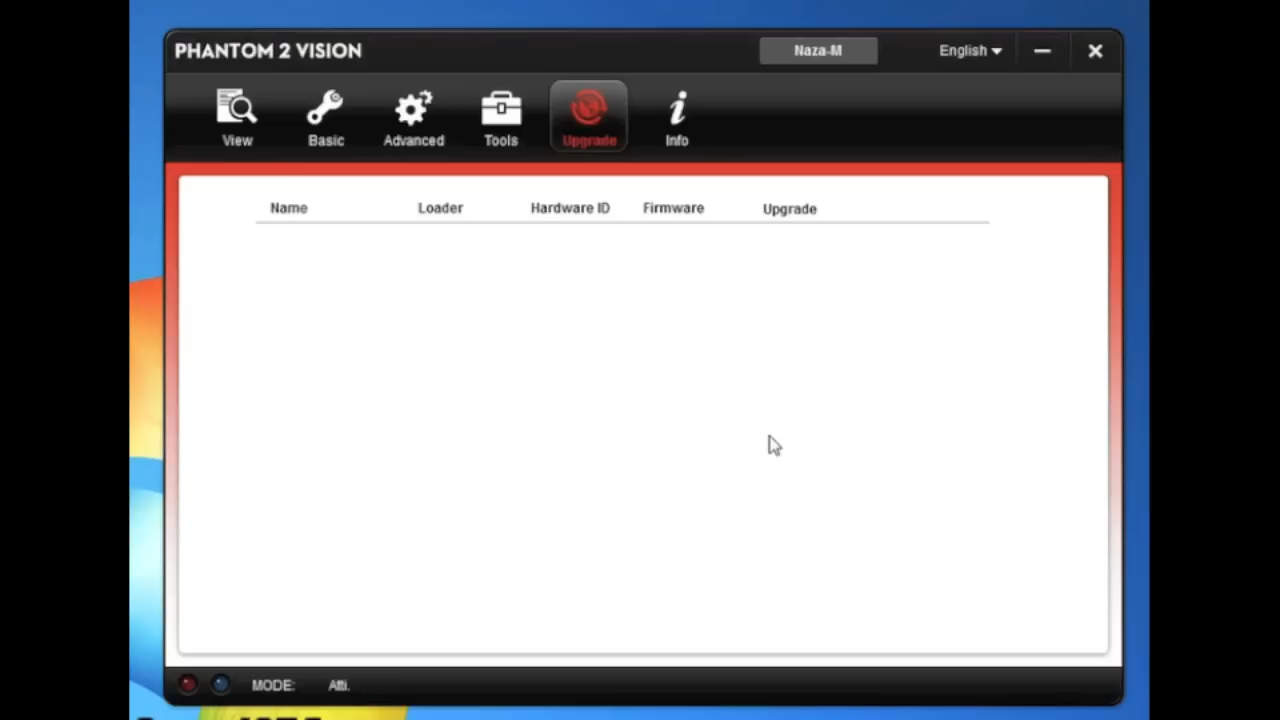 PHANTOM 2 VISION
Naza-M
English
View
Basic
Advanced
Tools
Upgrade
Info
Name Loader Hardware ID Firmware Upgrade
MODE: Atti.